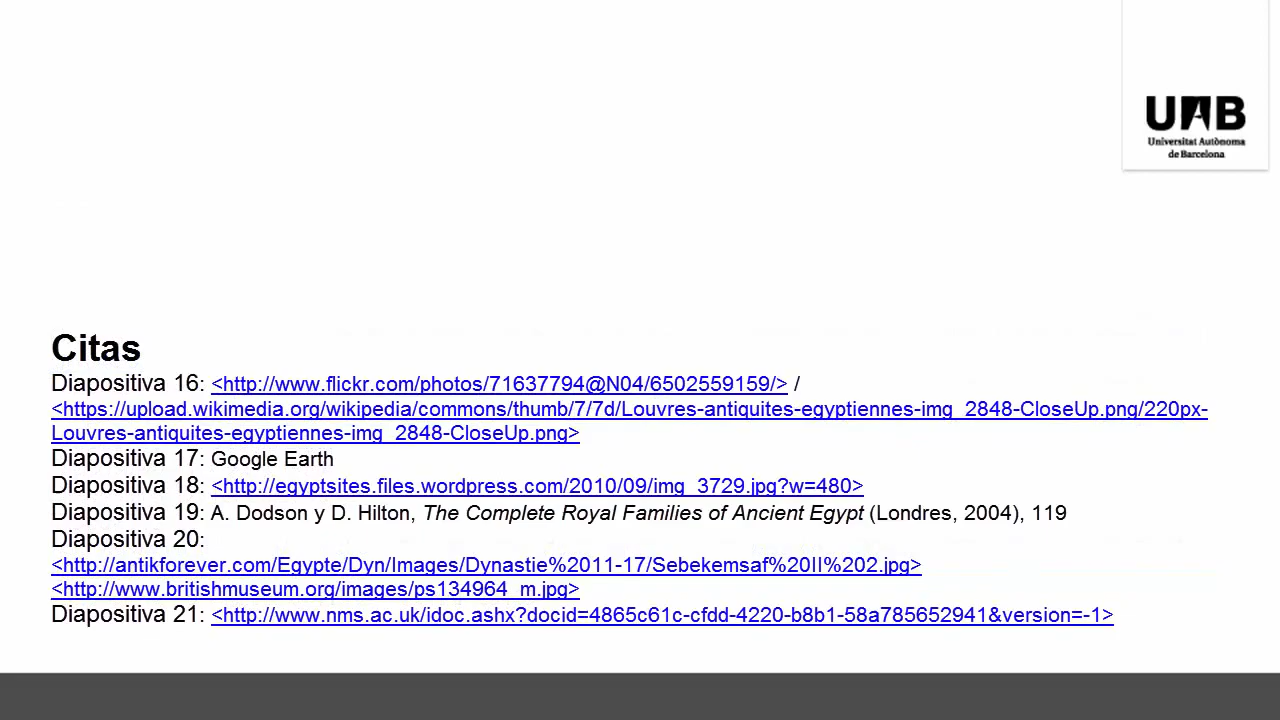 UAB
Universitat Autònoma
de Barcelona
Citas
Diapositiva 16: <http://www.flickr.com/photos/71637794@N04/6502559159/> /
<https://upload.wikimedia.org/wikipedia/commons/thumb/7/7d/Louvres-antiquites-egyptiennes-img_2848-CloseUp.png/220px-
Louvres-antiquites-egyptiennes-img_2848-CloseUp.png>
Diapositiva 17: Google Earth
Diapositiva 18: <http://egyptsites.files.wordpress.com/2010/09/img_3729.jpg?w=480>
Diapositiva 19: A. Dodson y D. Hilton, The Complete Royal Families of Ancient Egypt (Londres, 2004), 119
Diapositiva 20:
<http://antikforever.com/Egypte/Dyn/Images/Dynastie%2011-17/Sebekemsaf%20II%202.jpg>
<http://www.britishmuseum.org/images/ps134964_m.jpg>
Diapositiva 21: <http://www.nms.ac.uk/idoc.ashx?docid=4865c61c-cfdd-4220-b8b1-58a785652941&version=-1>